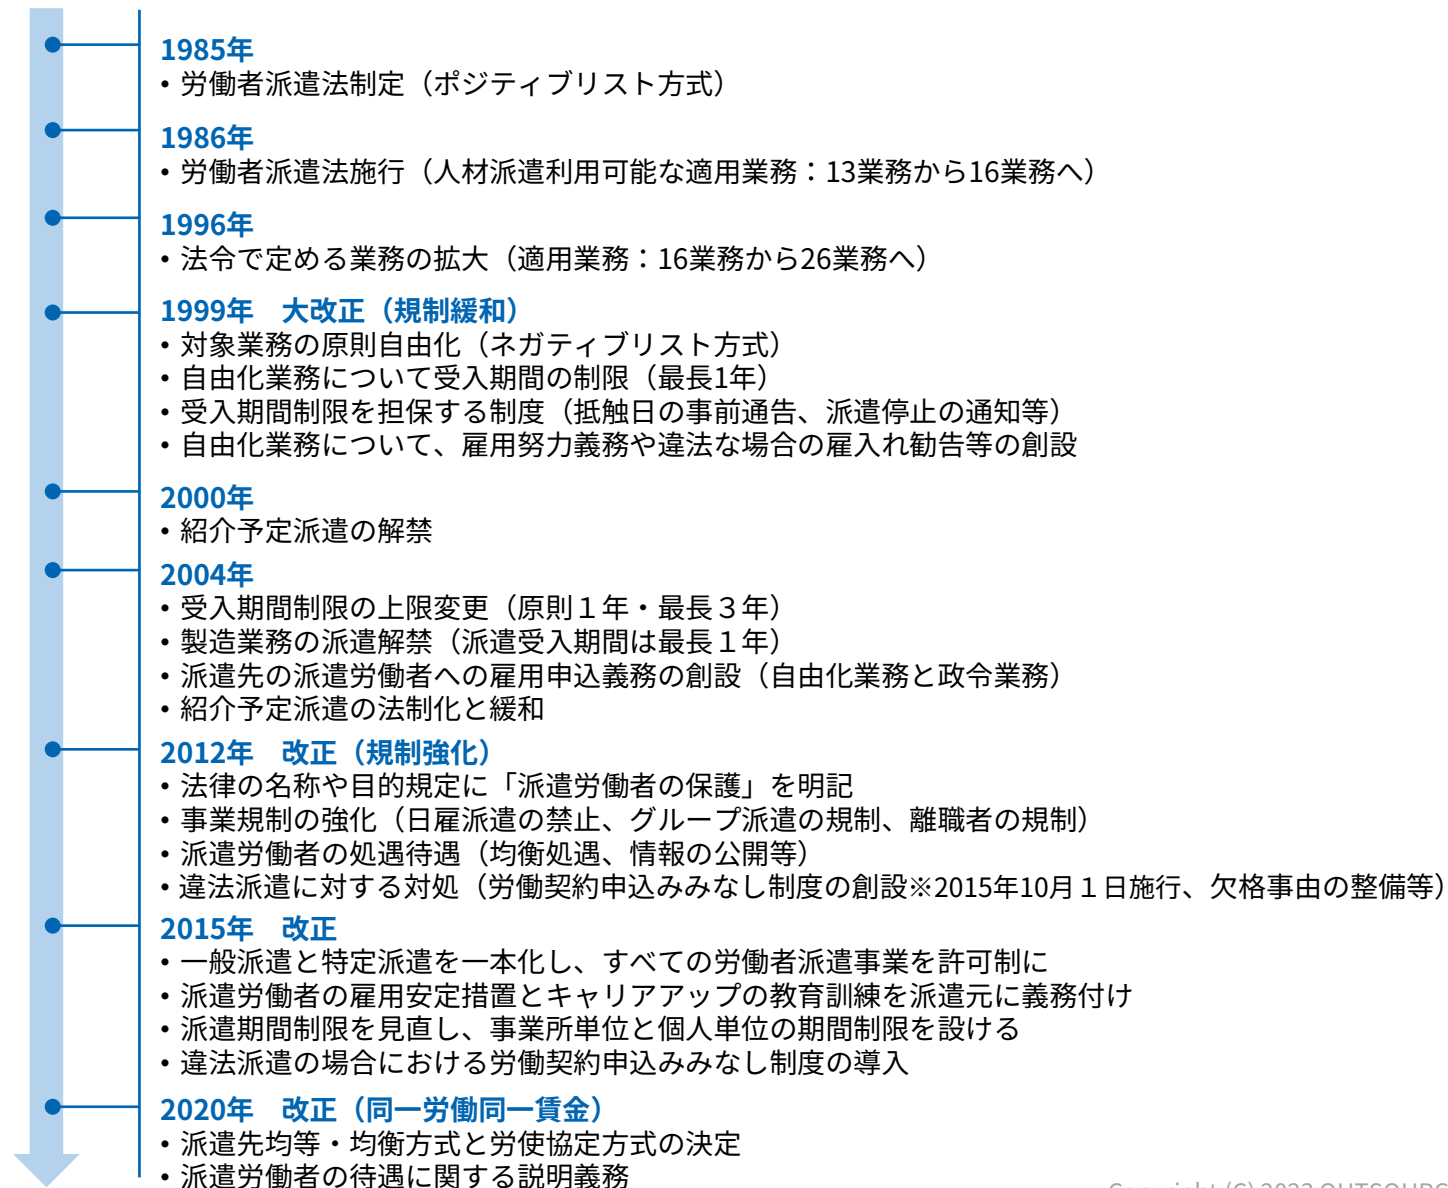 1985年
• 労働者派遣法制定（ポジティブリスト方式）
1986年
• 労働者派遣法施行（人材派遣利用可能な適用業務：13業務から16業務へ）
1996年
• 法令で定める業務の拡大（適用業務：16業務から26業務へ）
1999年　大改正（規制緩和）
• 対象業務の原則自由化（ネガティブリスト方式）
• 自由化業務について受入期間の制限（最長1年）
• 受入期間制限を担保する制度（抵触日の事前通告、派遣停止の通知等）
• 自由化業務について、雇用努力義務や違法な場合の雇入れ勧告等の創設
2000年
• 紹介予定派遣の解禁
2004年
• 受入期間制限の上限変更（原則１年・最長３年）
• 製造業務の派遣解禁（派遣受入期間は最長１年）
• 派遣先の派遣労働者への雇用申込義務の創設（自由化業務と政令業務）
• 紹介予定派遣の法制化と緩和
2012年　改正（規制強化）
• 法律の名称や目的規定に「派遣労働者の保護」を明記
• 事業規制の強化（日雇派遣の禁止、グループ派遣の規制、離職者の規制）
• 派遣労働者の処遇待遇（均衡処遇、情報の公開等）
• 違法派遣に対する対処（労働契約申込みみなし制度の創設※2015年10月１日施行、欠格事由の整備等）
2015年　改正
• 一般派遣と特定派遣を一本化し、すべての労働者派遣事業を許可制に
• 派遣労働者の雇用安定措置とキャリアアップの教育訓練を派遣元に義務付け
• 派遣期間制限を見直し、事業所単位と個人単位の期間制限を設ける
• 違法派遣の場合における労働契約申込みみなし制度の導入
2020年　改正（同一労働同一賃金）
• 派遣先均等・均衡方式と労使協定方式の決定
• 派遣労働者の待遇に関する説明義務